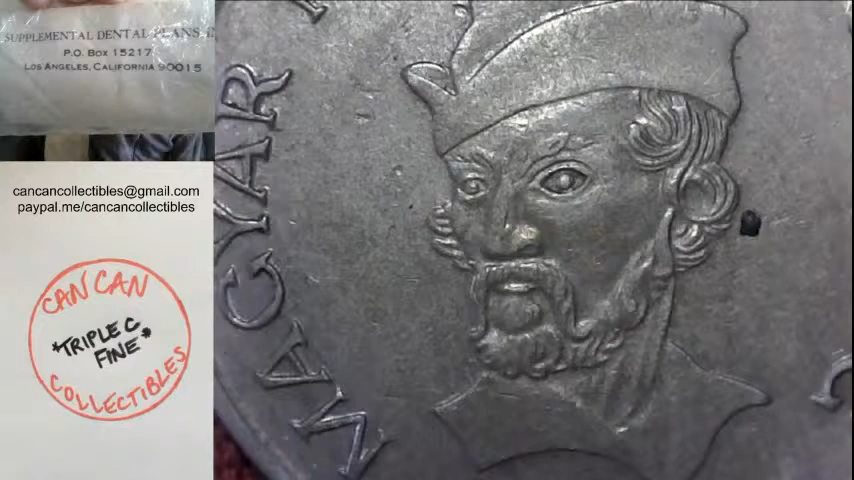 SUPPLEMENTAL DENTAL PLANS, I
P.O. BOX 15217
LOS ANGELES, CALIFORNIA 90015
cancancollectibles@gmail.com
paypal.me/cancancollectibles
CAN CAN
*TRIPLE C
FINE*
COLLECTIBLES
MAGYAR